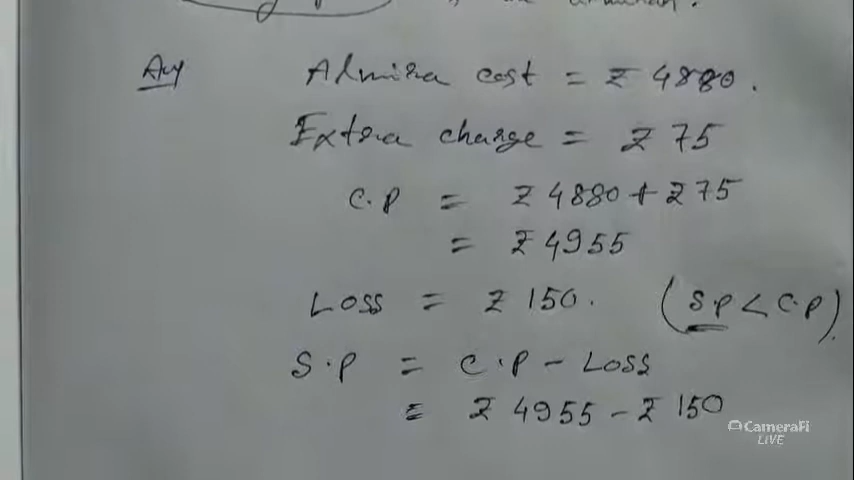 Ans Almira cost = ₹ 4880.
Extra charge = ₹ 75
C.P = ₹ 4880 + ₹ 75
= ₹ 4955
Loss = ₹ 150. (S.P < C.P)
S.P = C.P - Loss
= ₹ 4955 - ₹ 150
CameraFi
LIVE